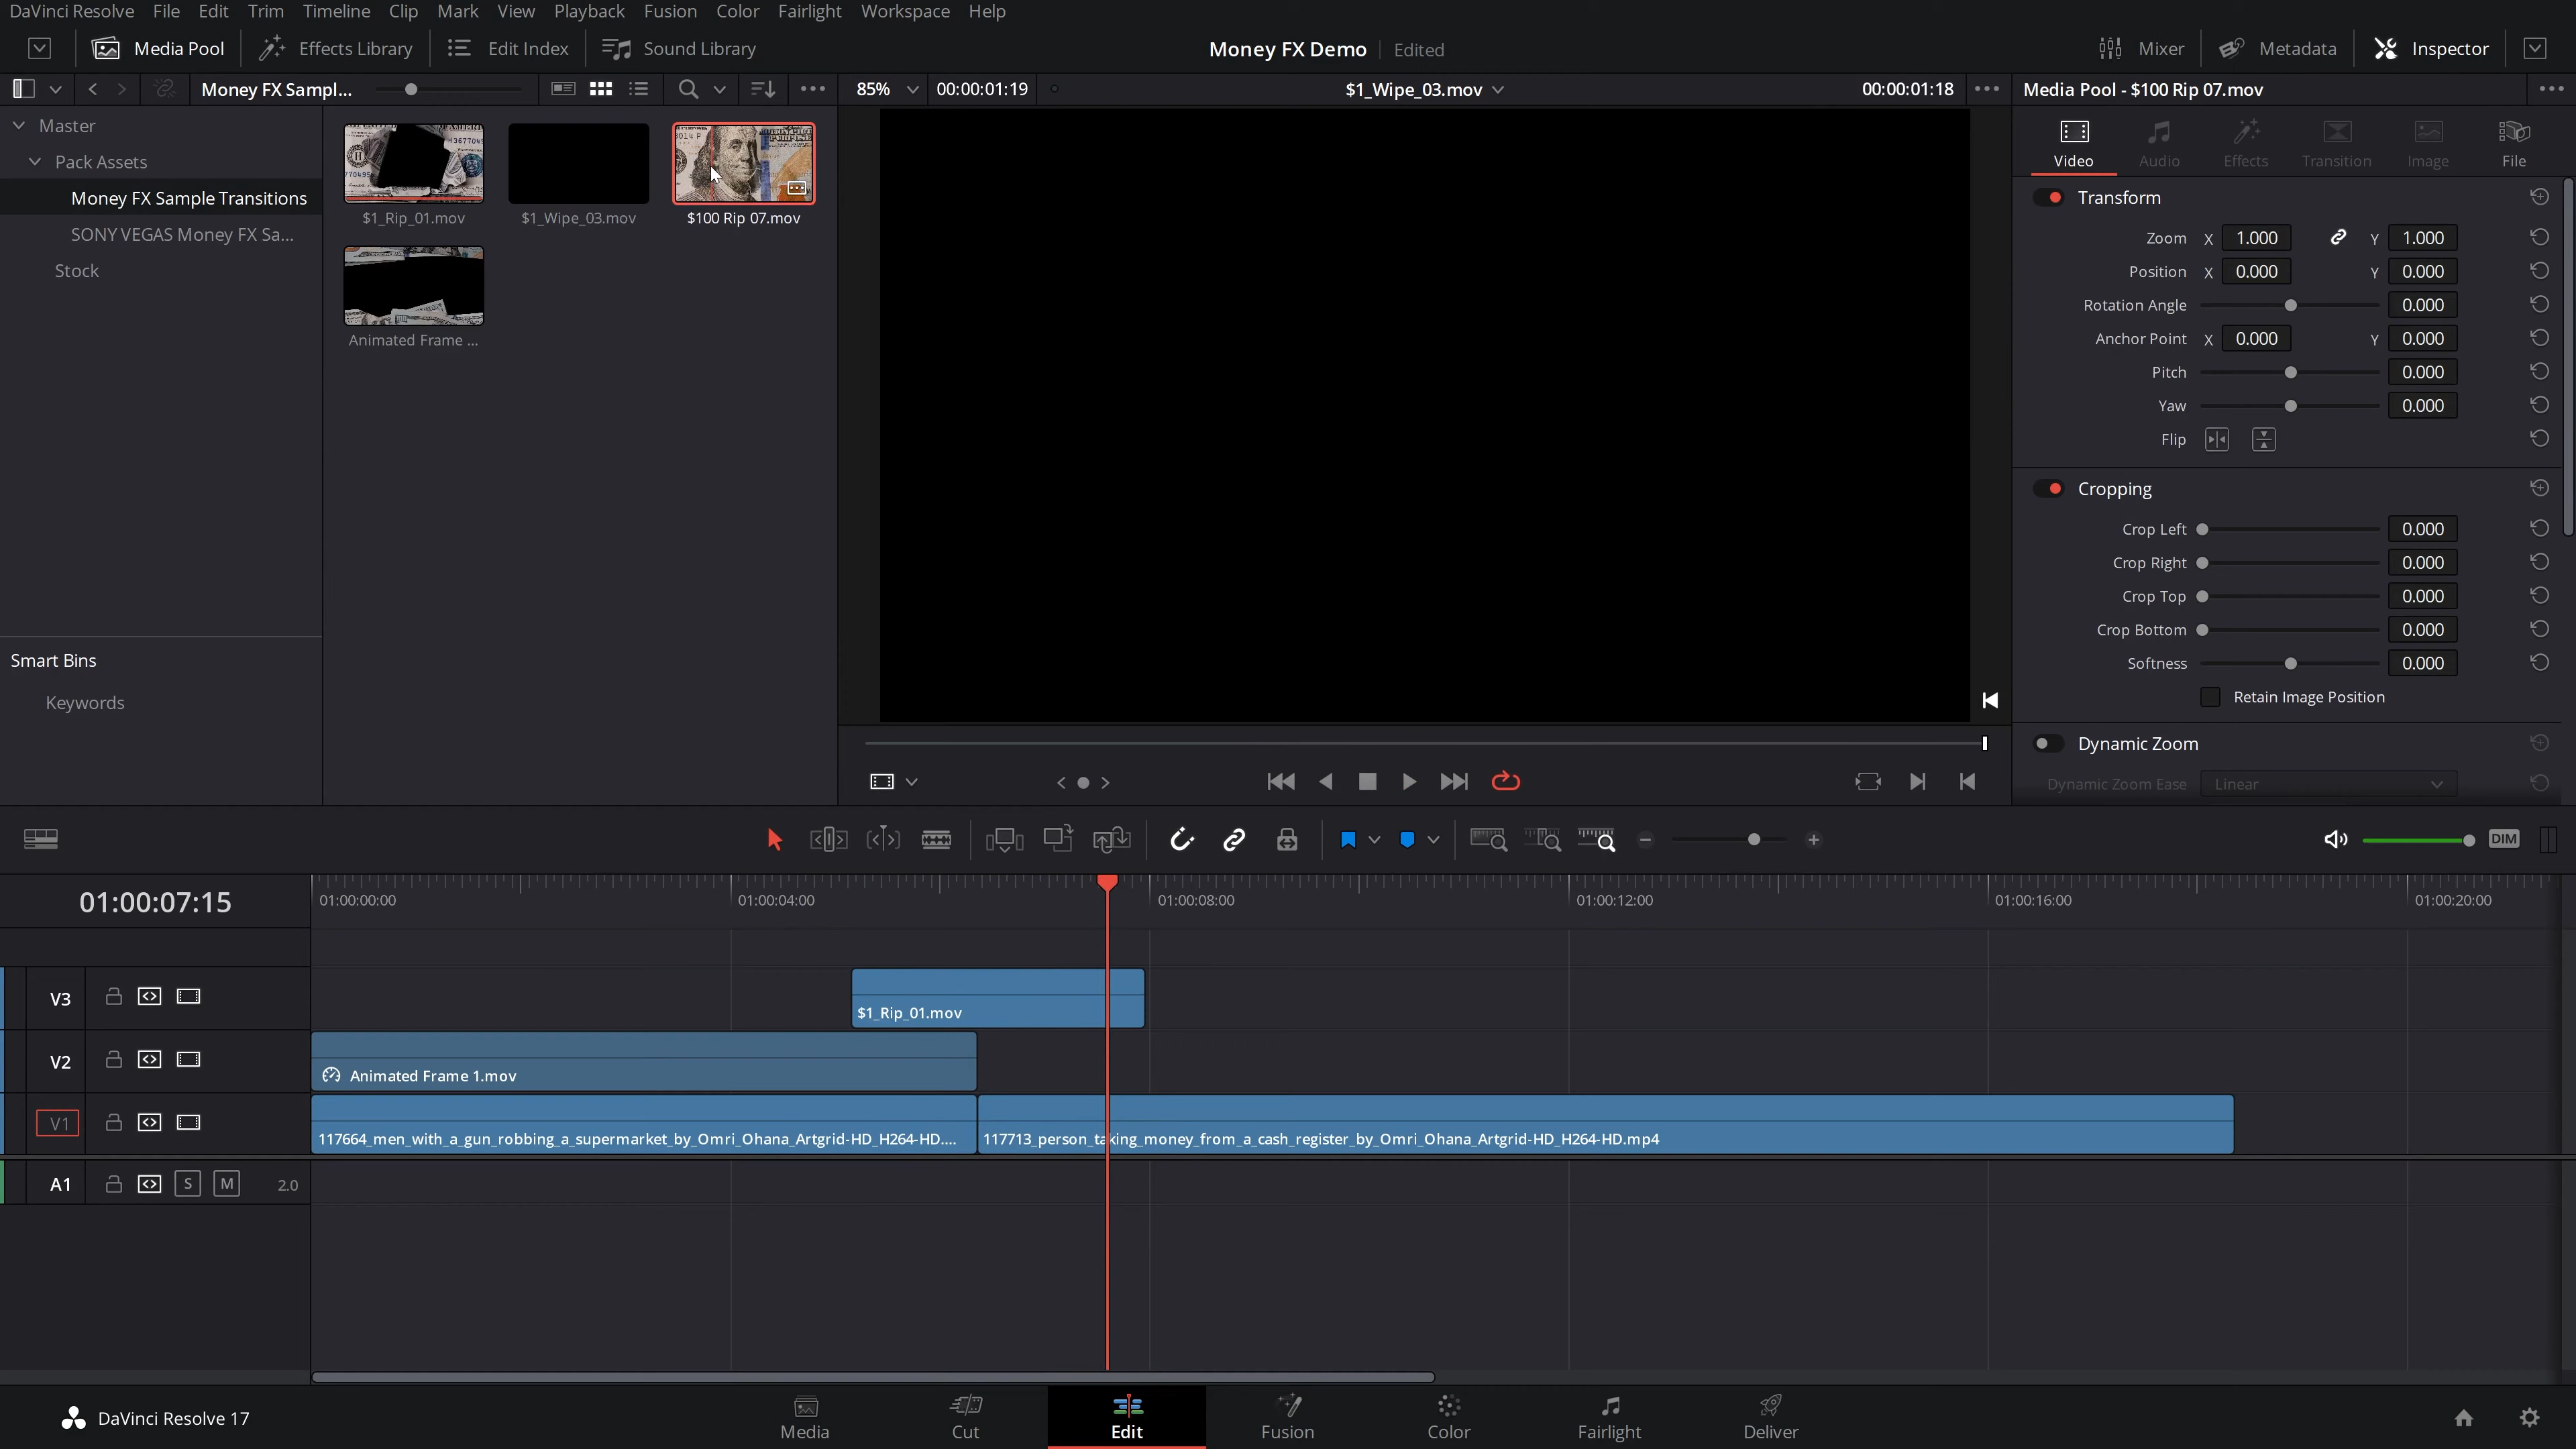 DaVinci Resolve File Edit Trim Timeline Clip Mark View Playback Fusion Color Fairlight Workspace Help
Media Pool Effects Library Edit Index Sound Library Money FX Demo Edited Mixer Metadata Inspector
Money FX Sampl... 85% 00:00:01:19 $1_Wipe_03.mov 00:00:01:18 Media Pool - $100 Rip 07.mov
Master
Pack Assets
Money FX Sample Transitions
SONY VEGAS Money FX Sa...
Stock
Smart Bins
Keywords
$1_Rip_01.mov $1_Wipe_03.mov $100 Rip 07.mov
Animated Frame ...
Video Audio Effects Transition Image File
Transform
Zoom X 1.000 Y 1.000
Position X 0.000 Y 0.000
Rotation Angle 0.000
Anchor Point X 0.000 Y 0.000
Pitch 0.000
Yaw 0.000
Flip
Cropping
Crop Left 0.000
Crop Right 0.000
Crop Top 0.000
Crop Bottom 0.000
Softness 0.000
Retain Image Position
Dynamic Zoom
Dynamic Zoom Ease Linear
DIM
01:00:07:15 01:00:00:00 01:00:04:00 01:00:08:00 01:00:12:00 01:00:16:00 01:00:20:00
V3 $1_Rip_01.mov
V2 Animated Frame 1.mov
V1 117664_men_with_a_gun_robbing_a_supermarket_by_Omri_Ohana_Artgrid-HD_H264-HD.... 117713_person_taking_money_from_a_cash_register_by_Omri_Ohana_Artgrid-HD_H264-HD.mp4
A1 S M 2.0
DaVinci Resolve 17 Media Cut Edit Fusion Color Fairlight Deliver